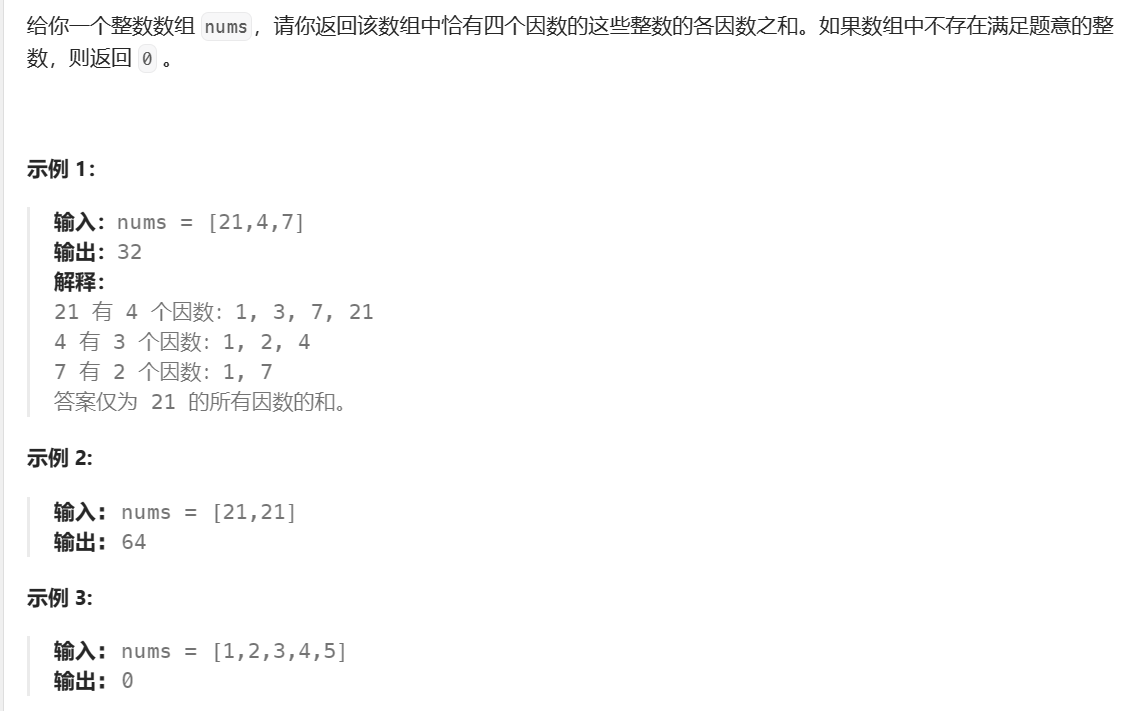 给你一个整数数组 nums，请你返回该数组中恰有四个因数的这些整数的各因数之和。如果数组中不存在满足题意的整
数，则返回 0 。
示例 1：
输入：nums = [21,4,7]
输出：32
解释：
21 有 4 个因数：1, 3, 7, 21
4 有 3 个因数：1, 2, 4
7 有 2 个因数：1, 7
答案仅为 21 的所有因数的和。
示例 2:
输入: nums = [21,21]
输出: 64
示例 3:
输入: nums = [1,2,3,4,5]
输出: 0